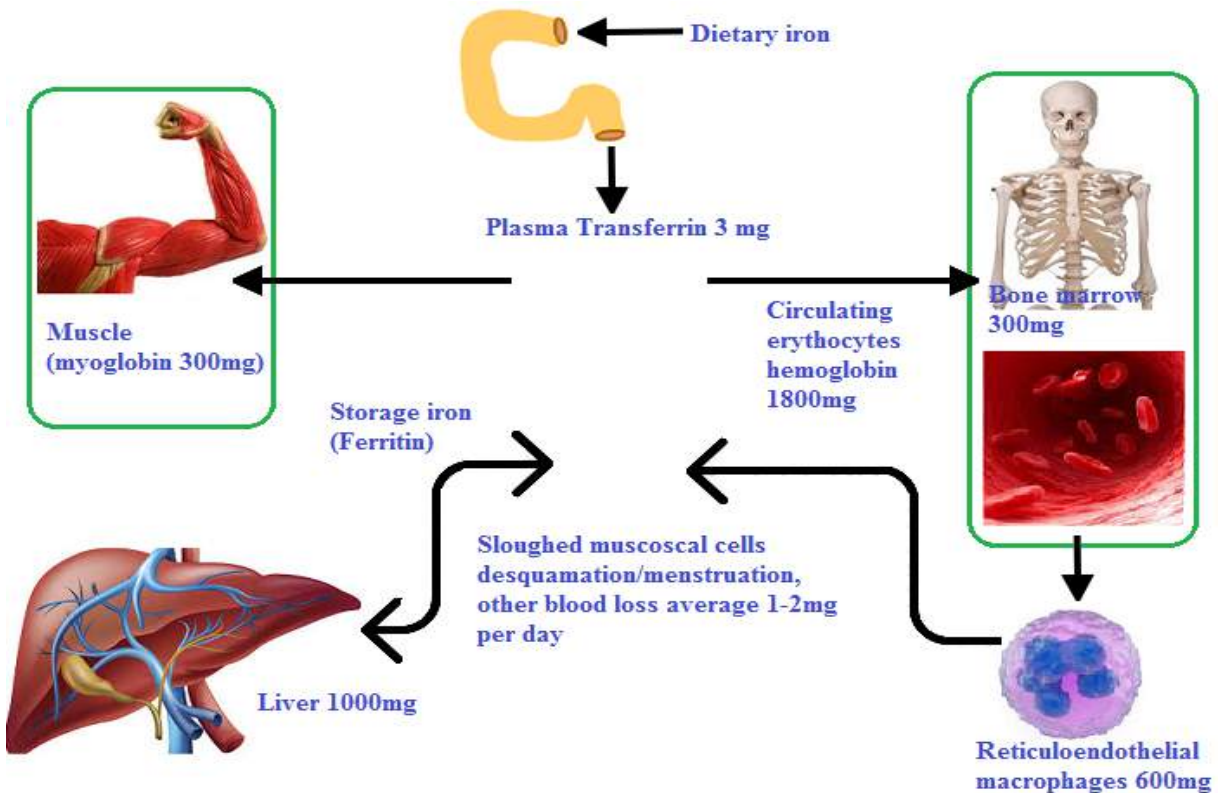 Dietary iron
Plasma Transferrin 3 mg
Muscle
(myoglobin 300mg)
Circulating
erythocytes
hemoglobin
1800mg
Bone marrow
300mg
Storage iron
(Ferritin)
Sloughed muscoscal cells
desquamation/menstruation,
other blood loss average 1-2mg
per day
Liver 1000mg
Reticuloendothelial
macrophages 600mg